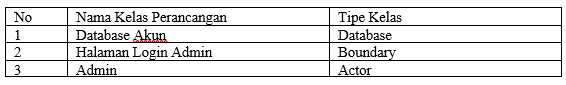 No Nama Kelas Perancangan Tipe Kelas
1 Database Akun Database
2 Halaman Login Admin Boundary
3 Admin Actor